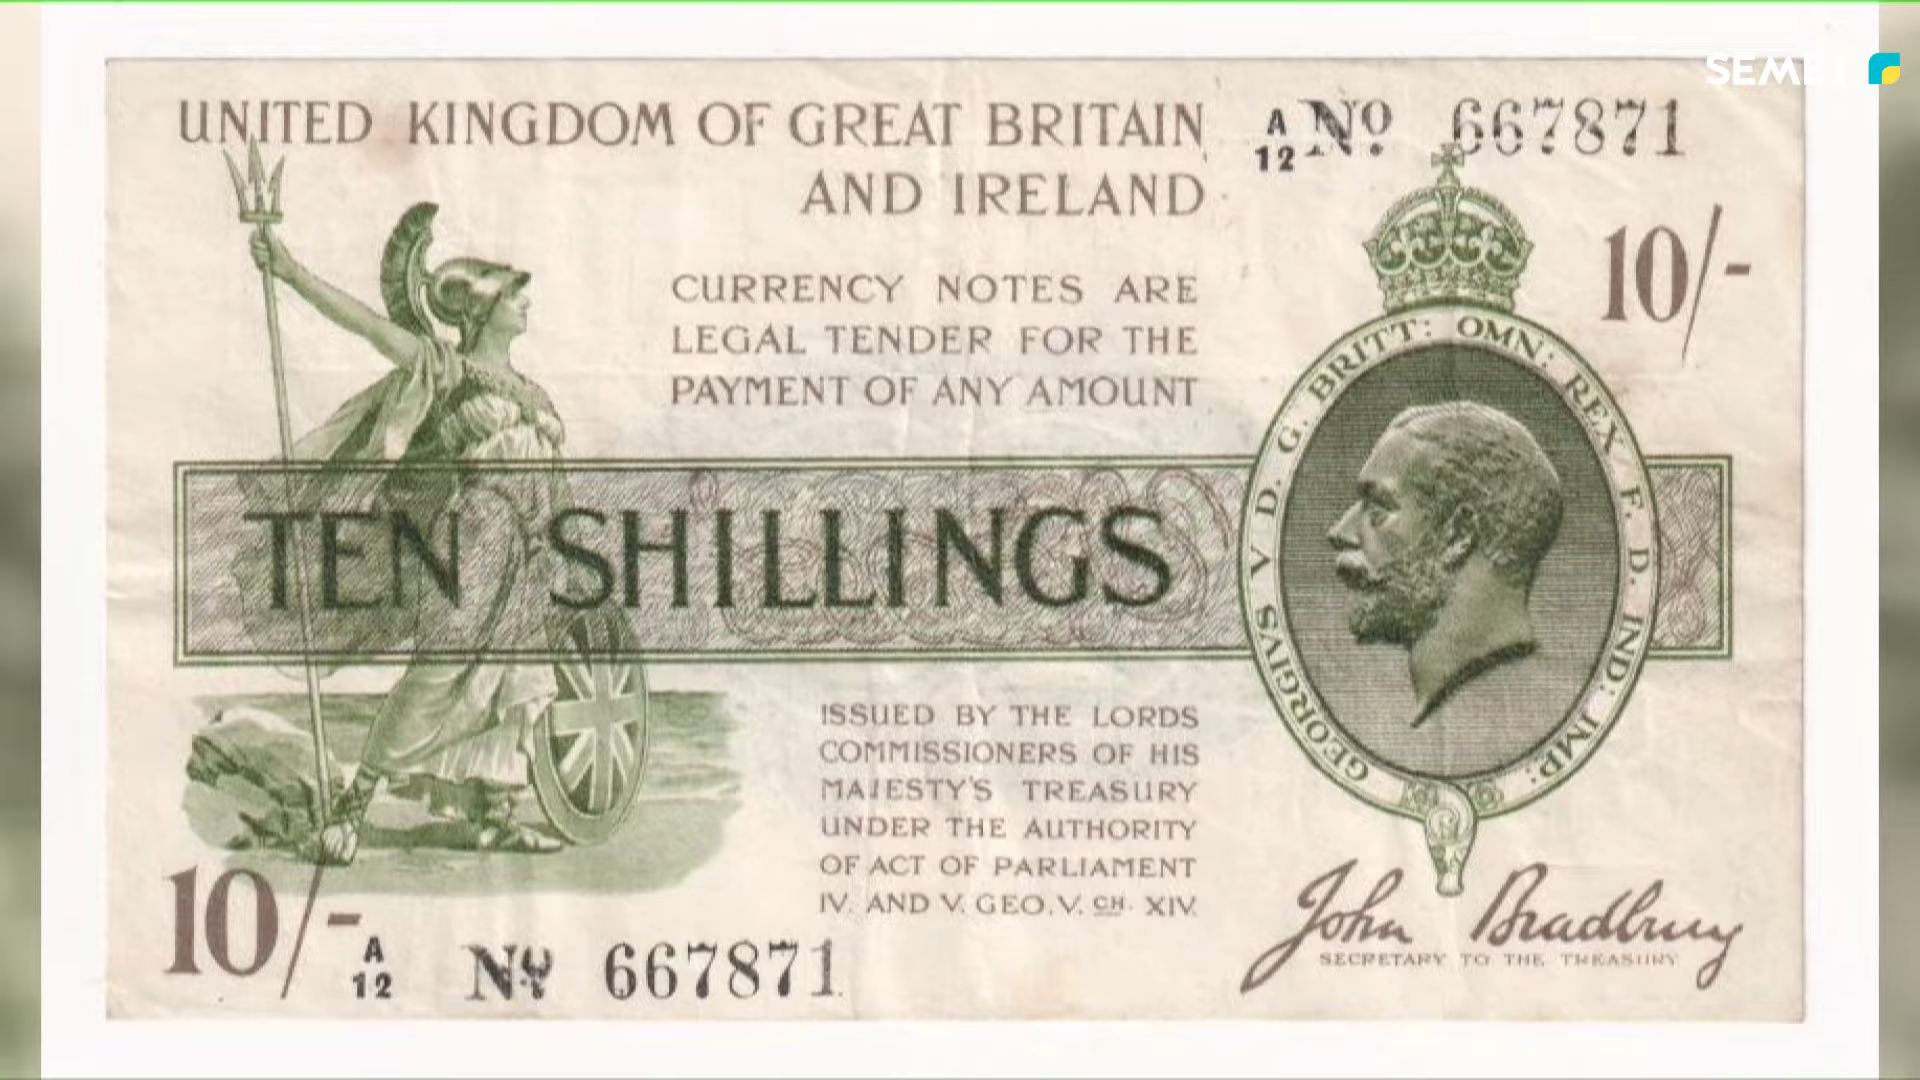 SEMEJ
UNITED KINGDOM OF GREAT BRITAIN
AND IRELAND
A
12 No 667871
10/-
CURRENCY NOTES ARE
LEGAL TENDER FOR THE
PAYMENT OF ANY AMOUNT
TEN SHILLINGS
GEORGIVS V D. G. BRITT: OMN: REX F. D. IND: IMP:
ISSUED BY THE LORDS
COMMISSIONERS OF HIS
MAJESTY'S TREASURY
UNDER THE AUTHORITY
OF ACT OF PARLIAMENT
IV. AND V. GEO. V. CH. XIV.
John Bradbury
SECRETARY TO THE TREASURY
10/-
A
12 No 667871